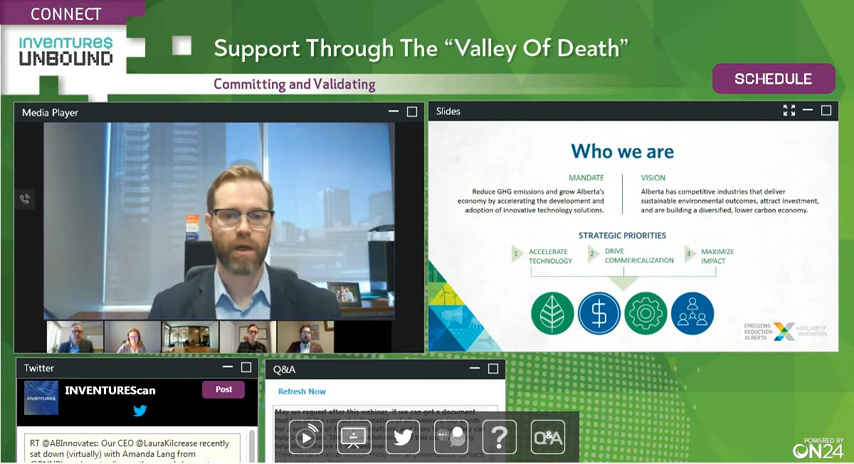 CONNECT
INVENTURE$
UNBOUND
Support Through The “Valley Of Death”
Committing and Validating
SCHEDULE
Media Player
Slides
Who we are
MANDATE
Reduce GHG emissions and grow Alberta's
economy by accelerating the development and
adoption of innovative technology solutions.
VISION
Alberta has competitive industries that deliver
sustainable environmental outcomes, attract investment,
and are building a diversified, lower carbon economy.
STRATEGIC PRIORITIES
1 ACCELERATE
TECHNOLOGY
2 DRIVE
COMMERICALIZATION
3 MAXIMIZE
IMPACT
EMISSIONS
REDUCTION
ALBERTA
A DECADE OF
INNOVATION
Twitter
INVENTUREScan
Post
RT @ABInnovates: Our CEO @LauraKilcrease recently
sat down (virtually) with Amanda Lang from
Q&A
Refresh Now
May we request after this webinar, if we can get a document
Q&A
POWERED BY
ON24